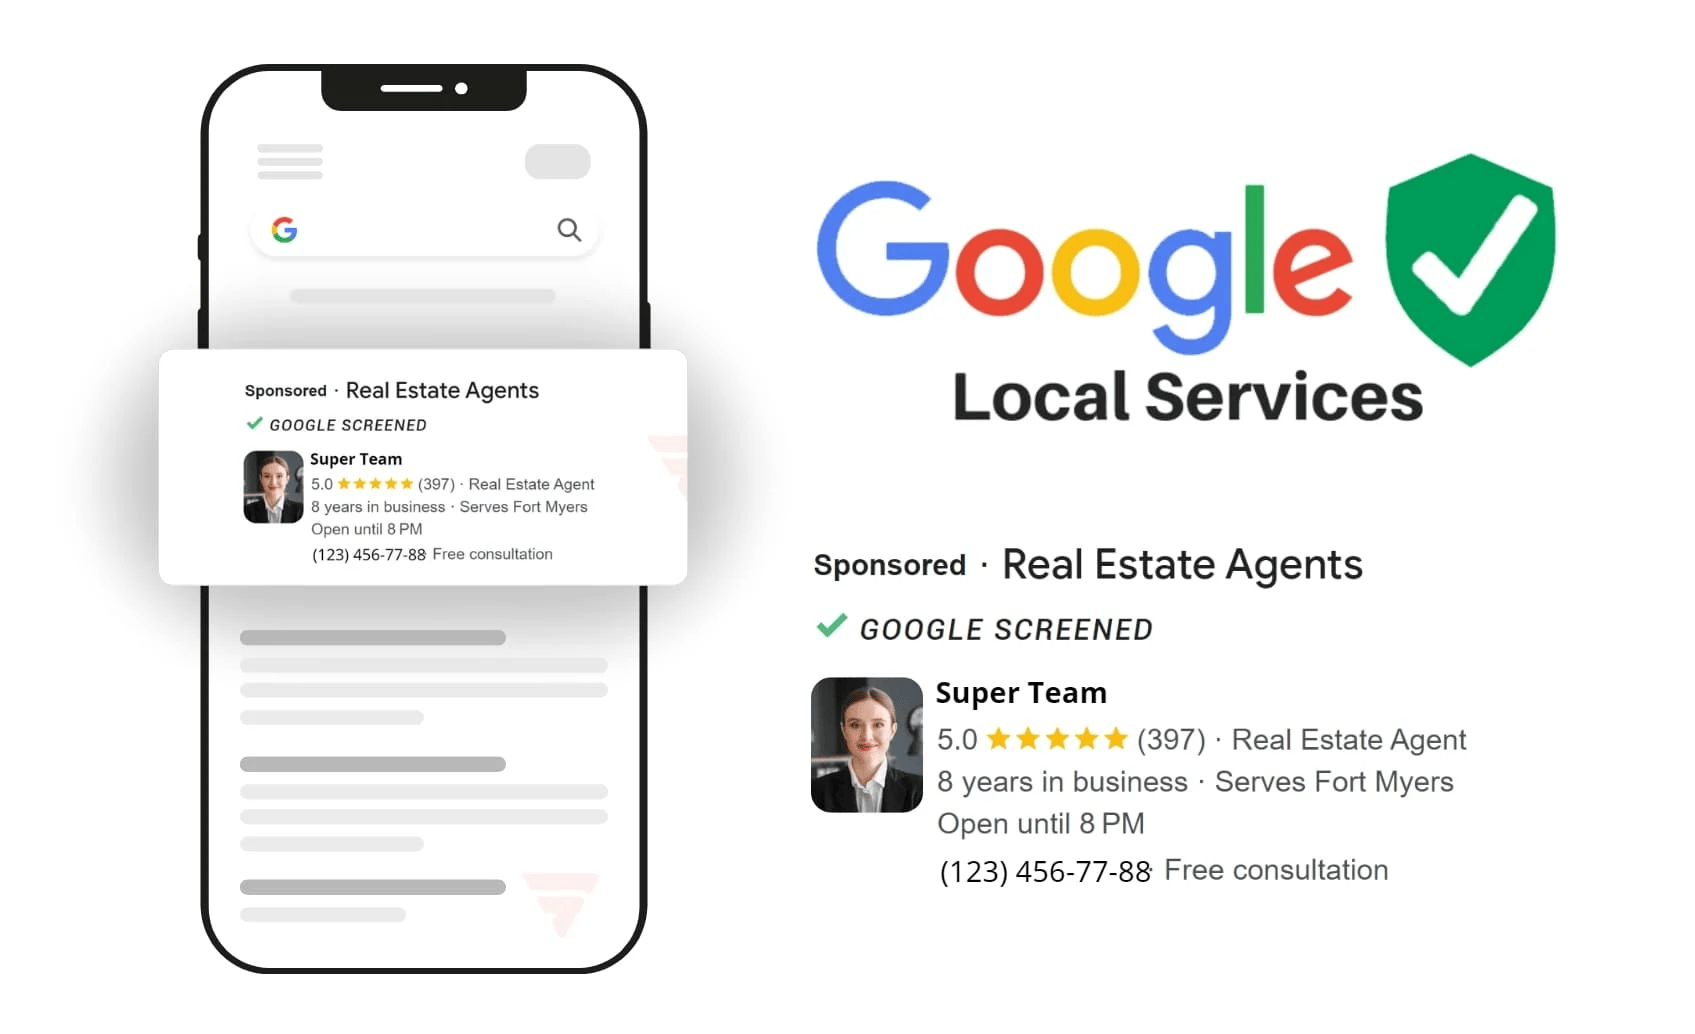 Sponsored · Real Estate Agents
GOOGLE SCREENED
Super Team
5.0 ★★★★★ (397) · Real Estate Agent
8 years in business · Serves Fort Myers
Open until 8 PM
(123) 456-77-88 · Free consultation
Google
Local Services
Sponsored · Real Estate Agents
GOOGLE SCREENED
Super Team
5.0 ★★★★★ (397) · Real Estate Agent
8 years in business · Serves Fort Myers
Open until 8 PM
(123) 456-77-88 · Free consultation